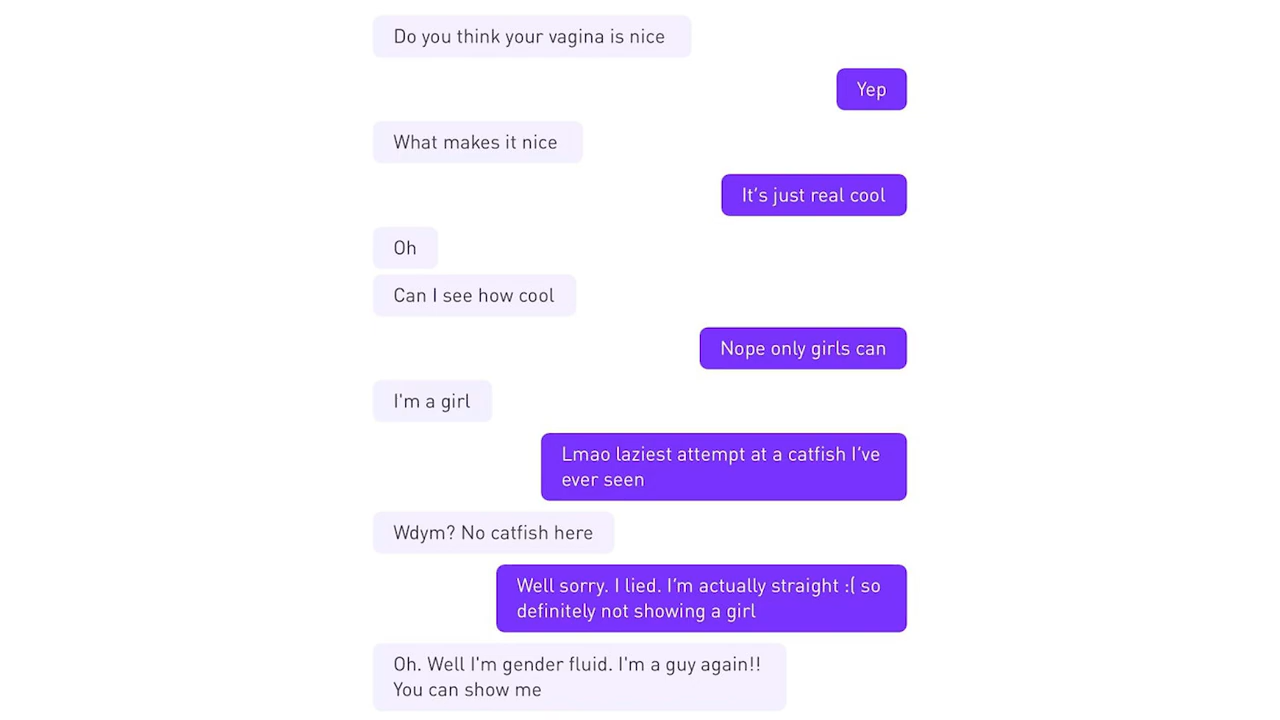 Do you think your vagina is nice
Yep
What makes it nice
It's just real cool
Oh
Can I see how cool
Nope only girls can
I'm a girl
Lmao laziest attempt at a catfish I've
ever seen
Wdym? No catfish here
Well sorry. I lied. I'm actually straight :( so
definitely not showing a girl
Oh. Well I'm gender fluid. I'm a guy again!!
You can show me